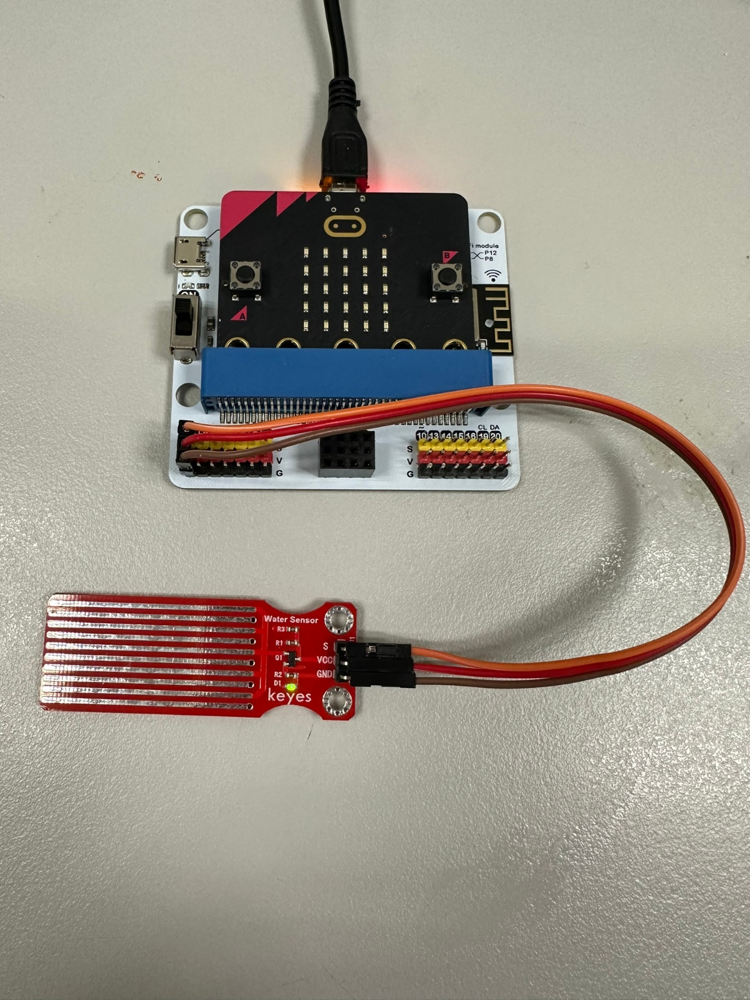 B
A
i module
P12
P8
ON
CL DA
10 13 14 15 16 19 20
S
V
G
S
V
G
Water Sensor
R3
R1
S
Q1
VCC
R2
GND
D1
keyes